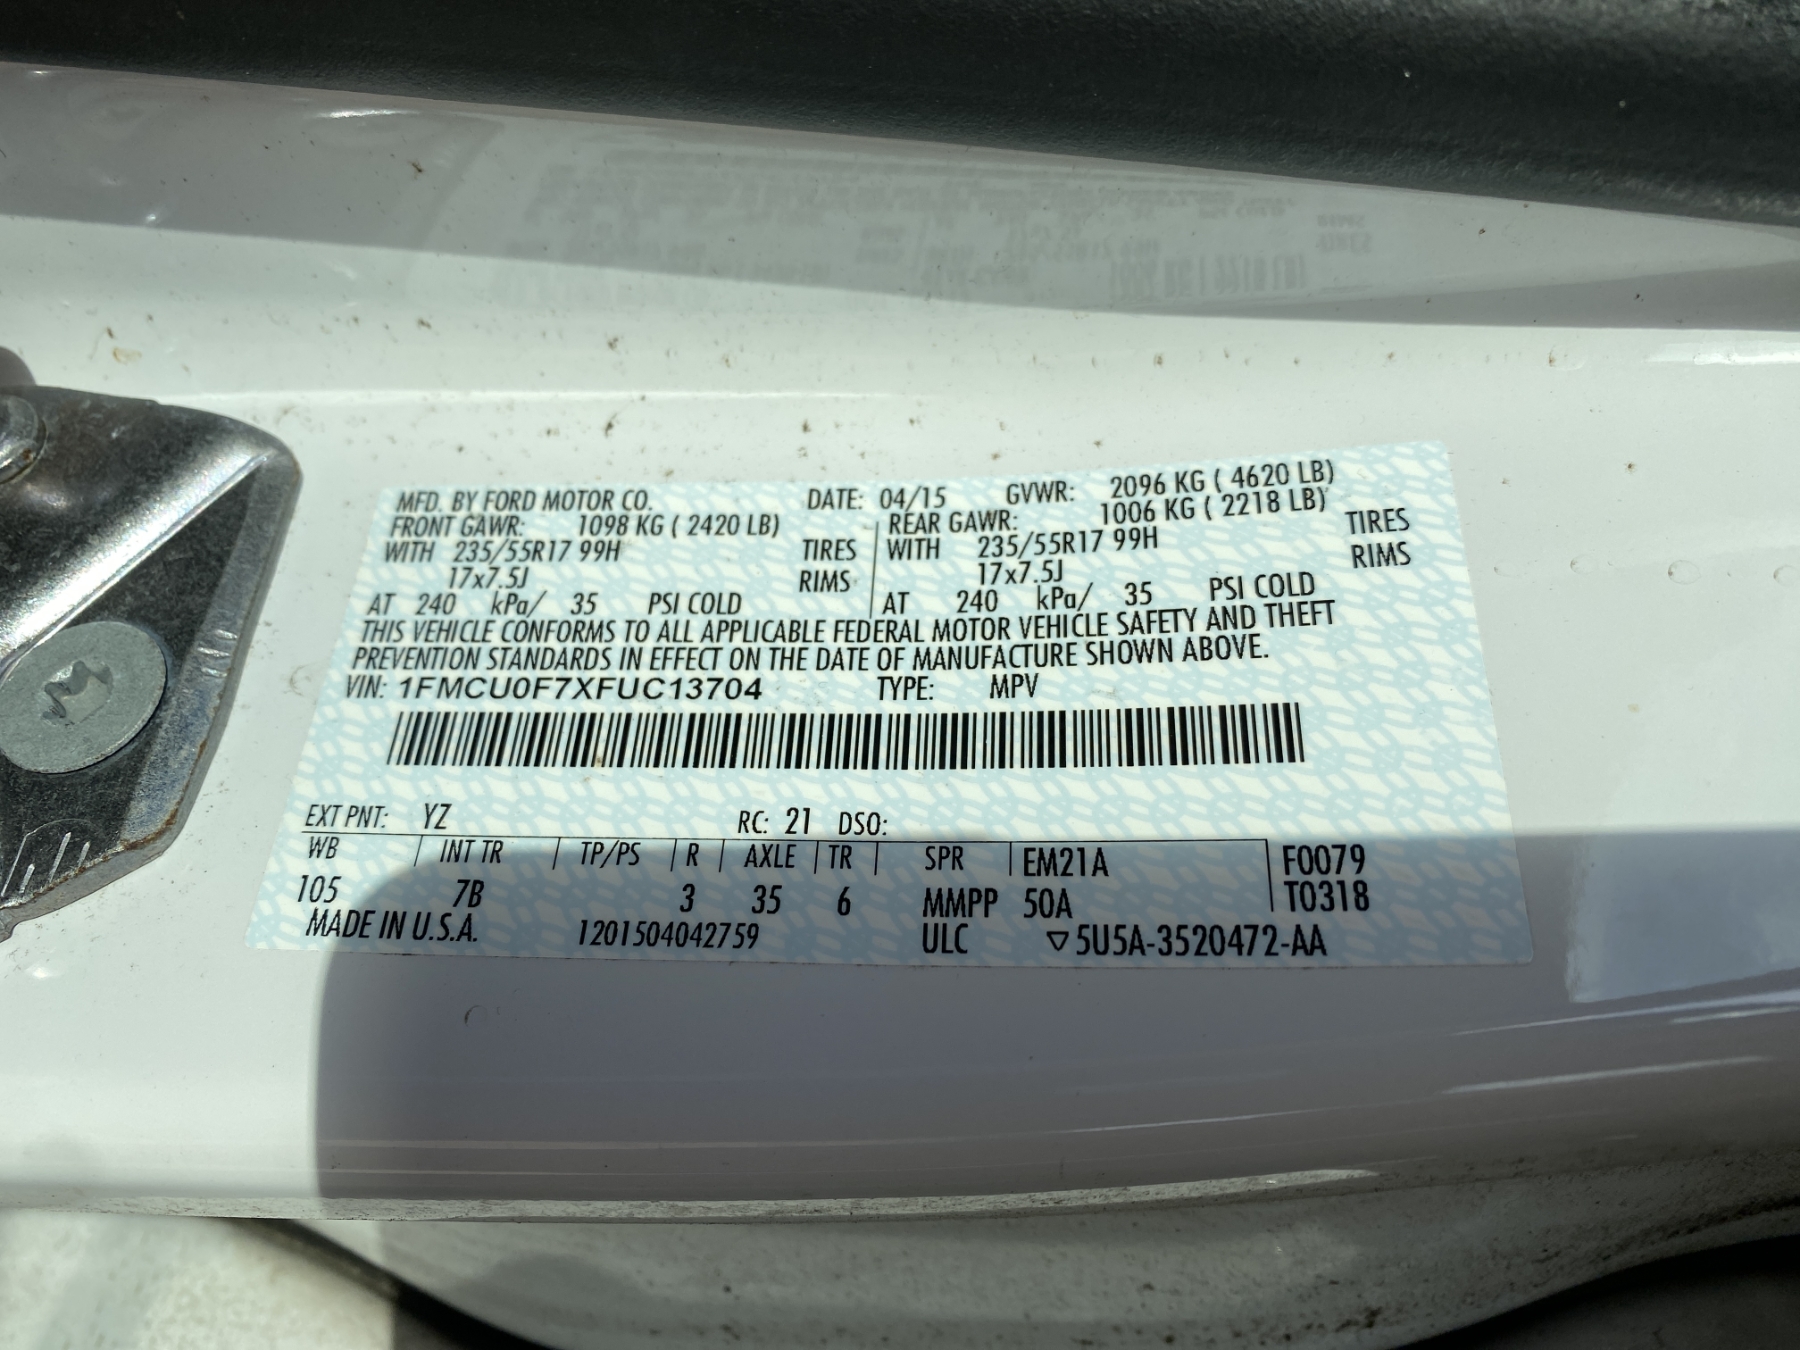 MFD. BY FORD MOTOR CO. DATE: 04/15 GVWR: 2096 KG ( 4620 LB)
FRONT GAWR: 1098 KG ( 2420 LB) REAR GAWR: 1006 KG ( 2218 LB)
WITH 235/55R17 99H TIRES WITH 235/55R17 99H TIRES
17x7.5J RIMS 17x7.5J RIMS
AT 240 kPa/ 35 PSI COLD AT 240 kPa/ 35 PSI COLD
THIS VEHICLE CONFORMS TO ALL APPLICABLE FEDERAL MOTOR VEHICLE SAFETY AND THEFT
PREVENTION STANDARDS IN EFFECT ON THE DATE OF MANUFACTURE SHOWN ABOVE.
VIN: 1FMCU0F7XFUC13704 TYPE: MPV
EXT PNT: YZ RC: 21 DSO:
WB INT TR TP/PS R AXLE TR SPR EM21A F0079
105 7B 3 35 6 MMPP 50A T0318
MADE IN U.S.A. 1201504042759 ULC ▽5U5A-3520472-AA